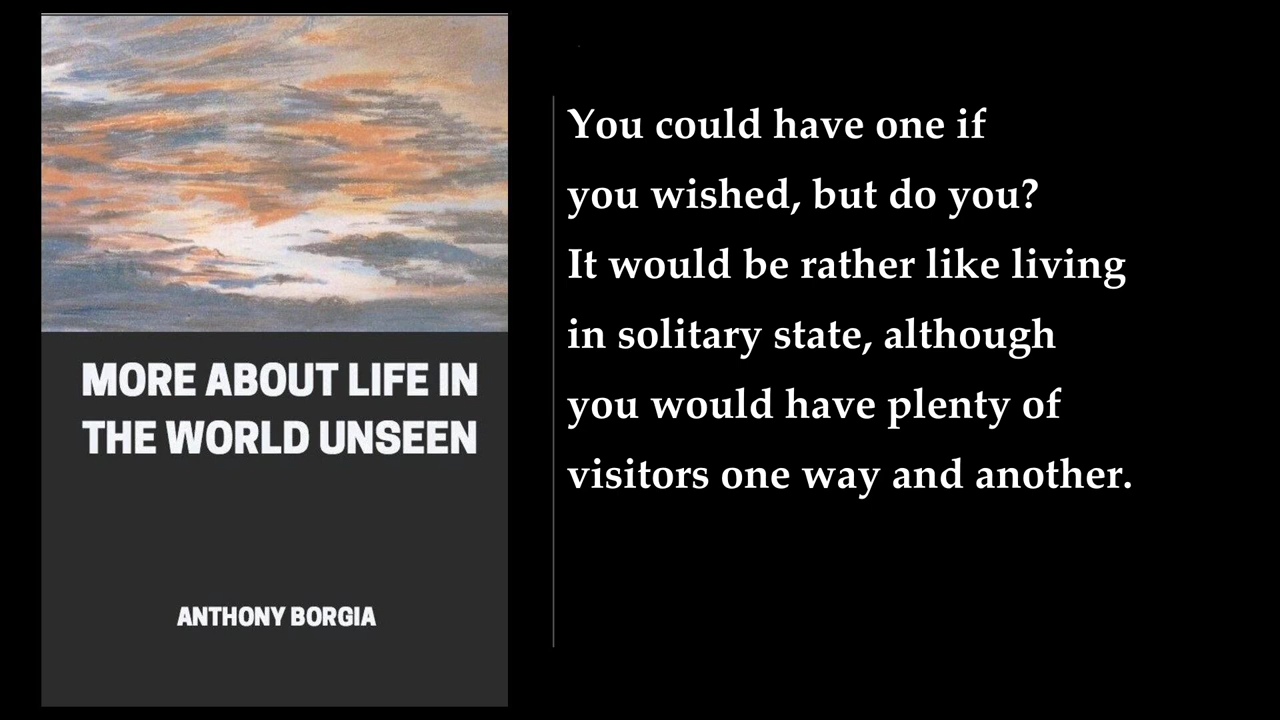 MORE ABOUT LIFE IN
THE WORLD UNSEEN
ANTHONY BORGIA
You could have one if
you wished, but do you?
It would be rather like living
in solitary state, although
you would have plenty of
visitors one way and another.